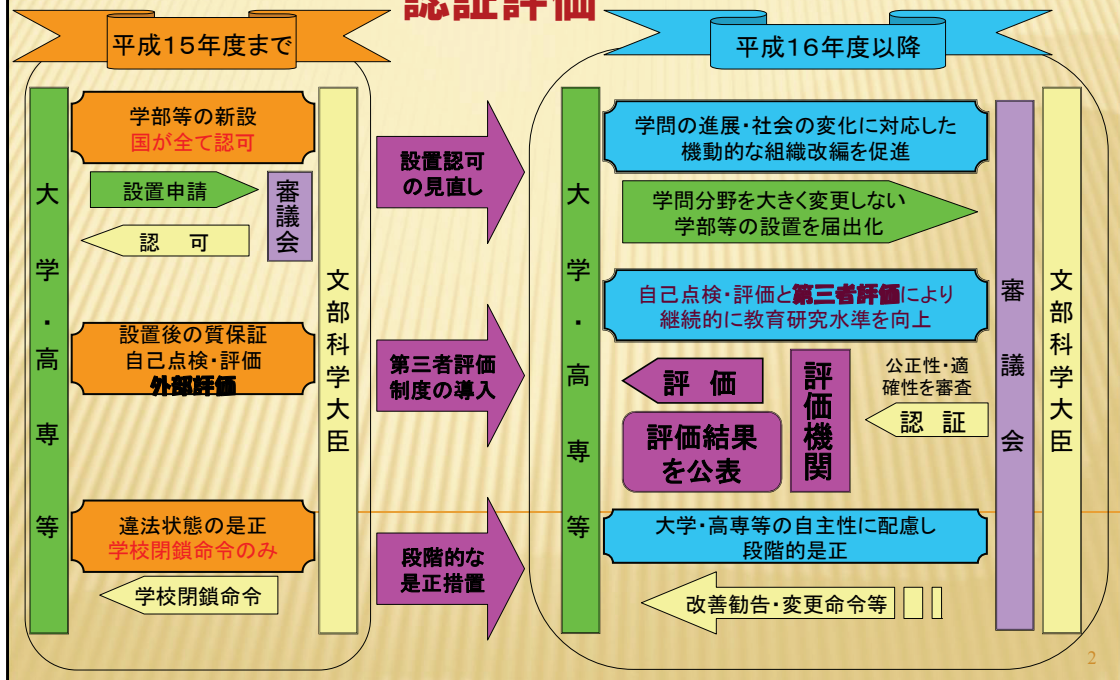 認証評価
平成15年度まで
大学・高専等
学部等の新設
国が全て認可
設置申請
認 可
審議会
設置後の質保証
自己点検・評価
外部評価
違法状態の是正
学校閉鎖命令のみ
学校閉鎖命令
文部科学大臣
設置認可
の見直し
第三者評価
制度の導入
段階的な
是正措置
平成16年度以降
大学・高専等
学問の進展・社会の変化に対応した
機動的な組織改編を促進
学問分野を大きく変更しない
学部等の設置を届出化
自己点検・評価と第三者評価により
継続的に教育研究水準を向上
評 価
評価結果
を公表
評価機関
公正性・適
確性を審査
認 証
大学・高専等の自主性に配慮し
段階的是正
改善勧告・変更命令等
審議会
文部科学大臣
2